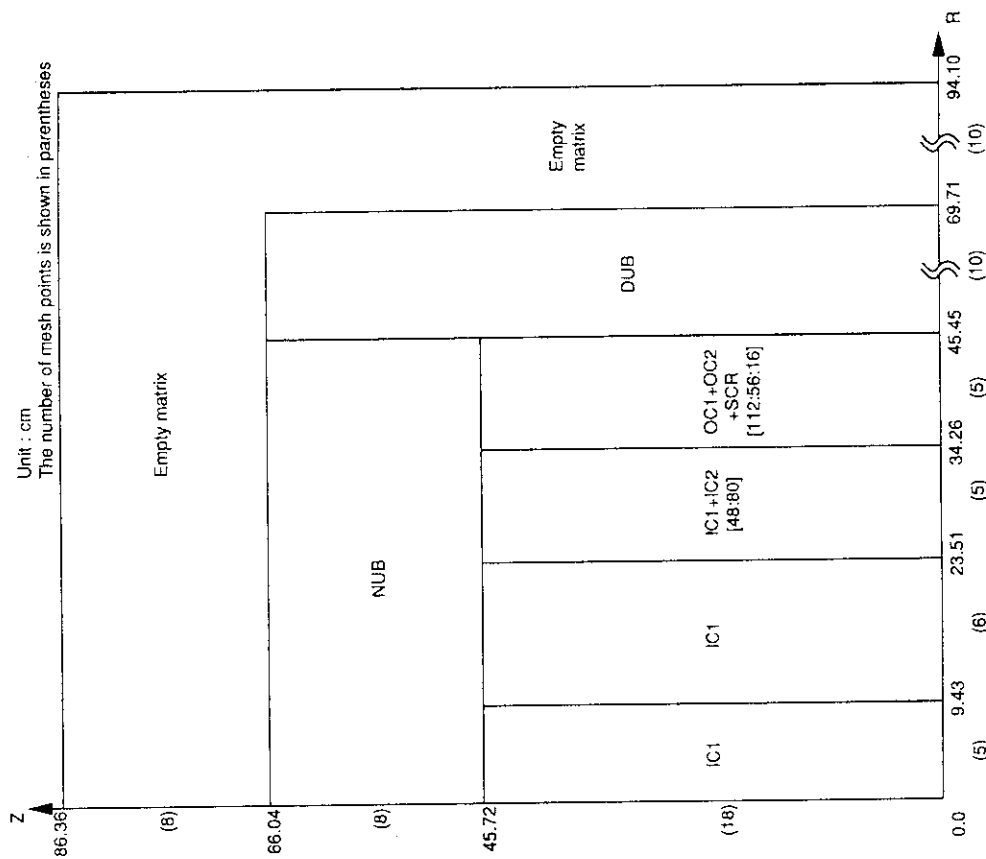 Unit : cm
The number of mesh points is shown in parentheses
Z
86.36
(8)
Empty matrix
66.04
(8)
NUB
45.72
(18)
IC1
IC1
IC1+IC2
[48:80]
OC1+OC2
+SCR
[112:56:16]
DUB
Empty
matrix
0.0
9.43
23.51
34.26
45.45
69.71
94.10
R
(5)
(6)
(5)
(5)
(10)
(10)